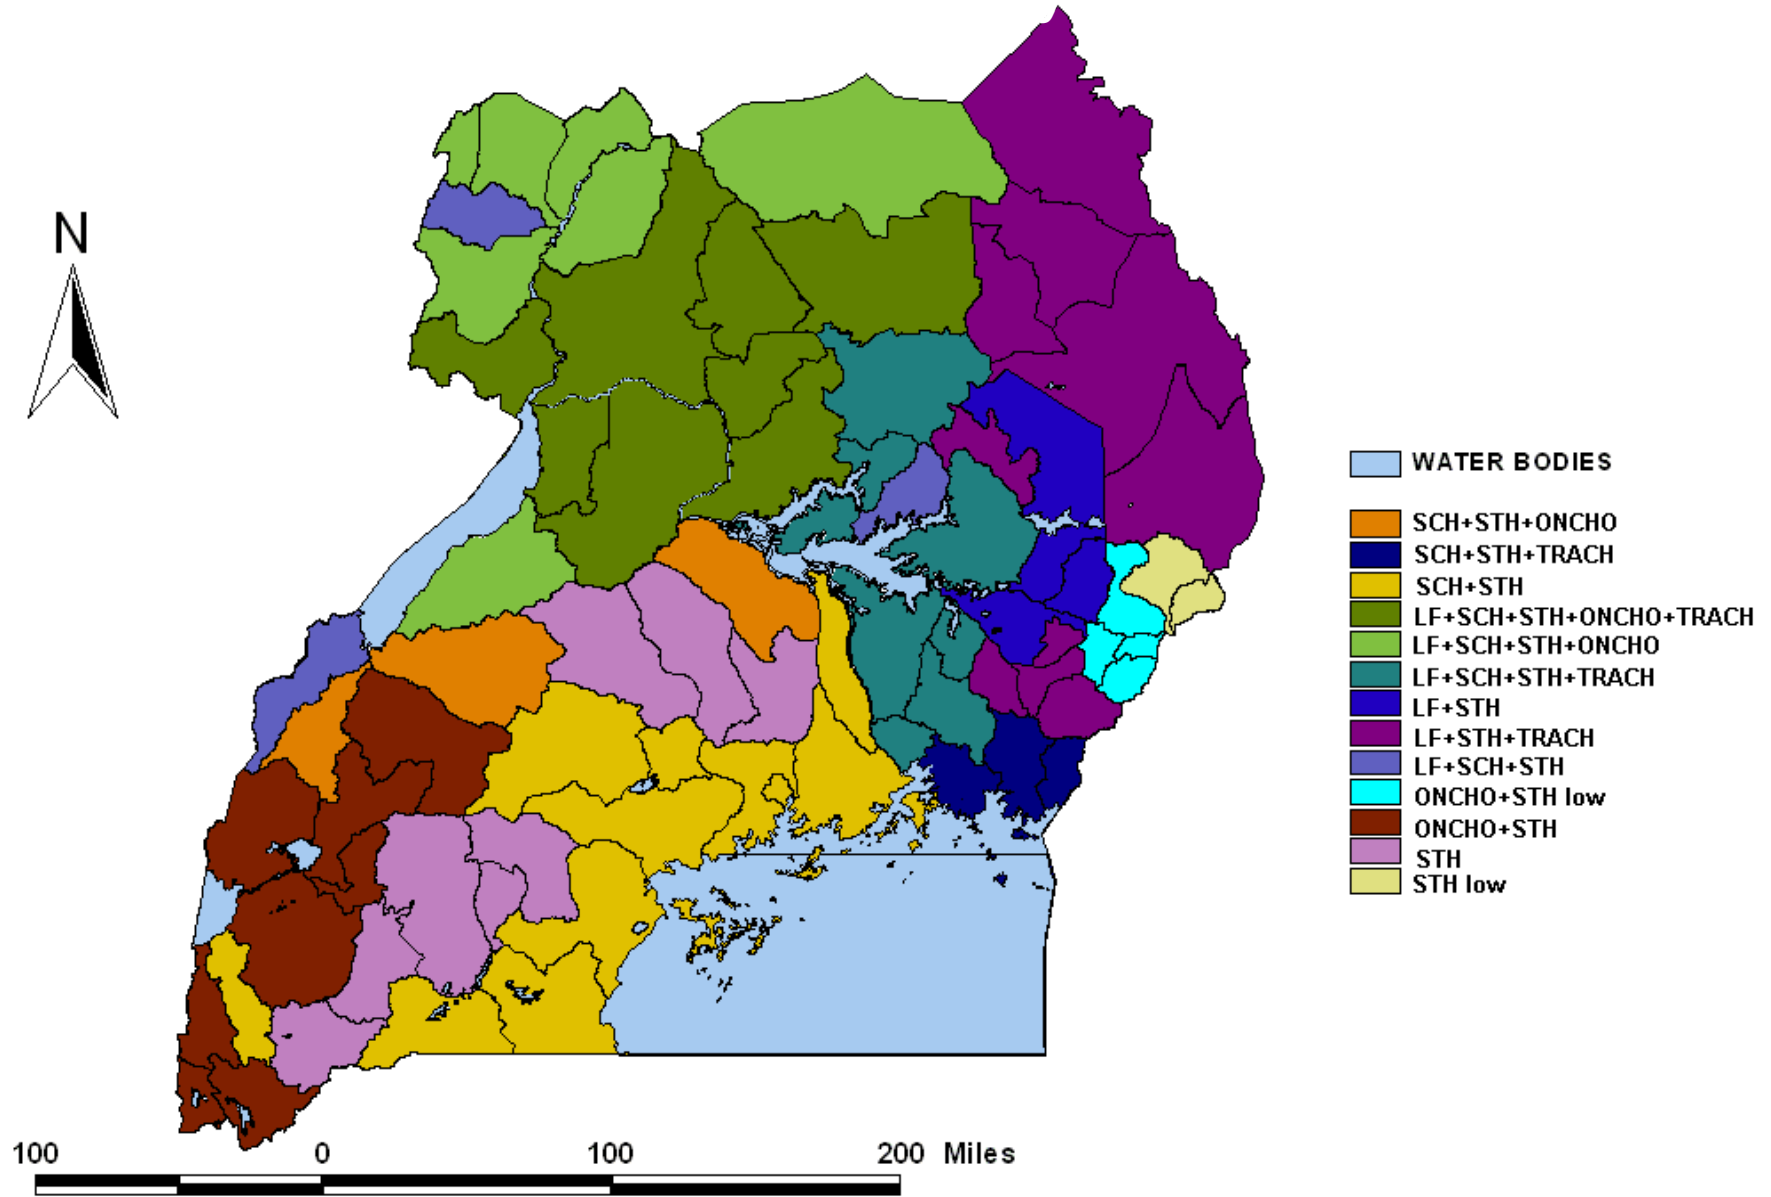 N
WATER BODIES
SCH+STH+ONCHO
SCH+STH+TRACH
SCH+STH
LF+SCH+STH+ONCHO+TRACH
LF+SCH+STH+ONCHO
LF+SCH+STH+TRACH
LF+STH
LF+STH+TRACH
LF+SCH+STH
ONCHO+STH low
ONCHO+STH
STH
STH low
100 0 100 200 Miles